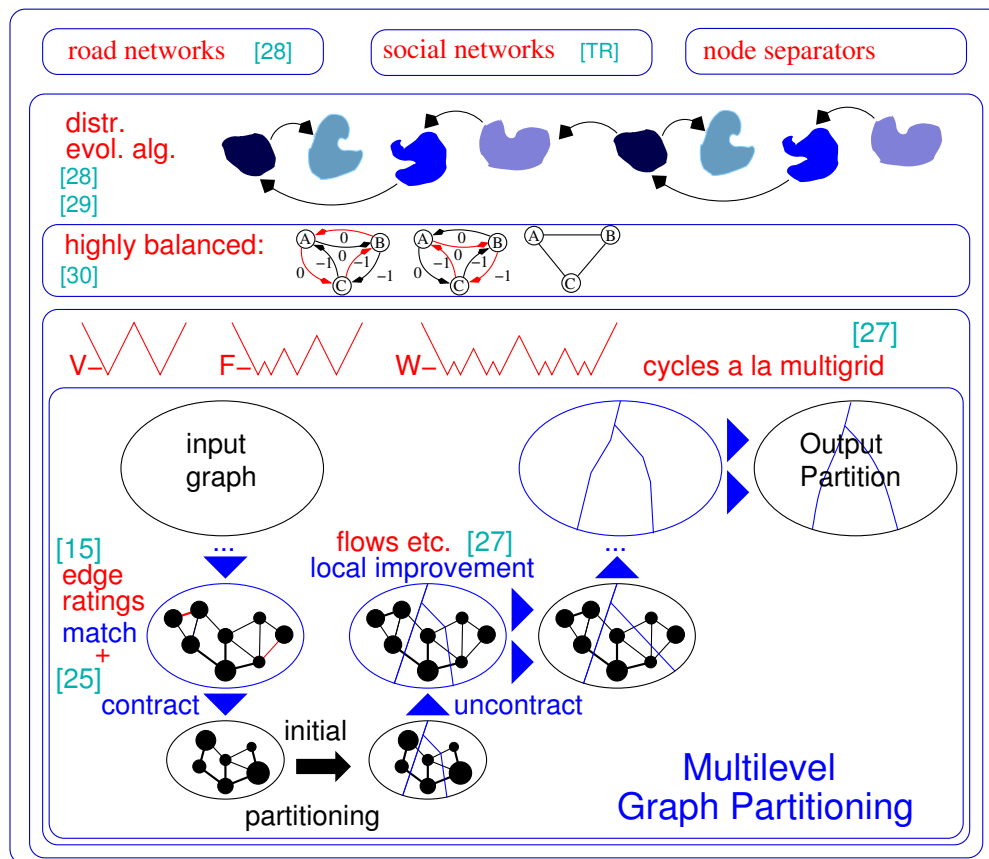 road networks [28]
social networks [TR]
node separators
distr.
evol. alg.
[28]
[29]
highly balanced:
[30]
A 0 B
0 −1 0 −1 −1
C
A 0 B
0 −1 0 −1 −1
C
A B
C
V−
F−
W−
[27]
cycles a la multigrid
input
graph
Output
Partition
...
[15]
edge
ratings
match
+
[25]
contract
flows etc. [27]
local improvement
...
uncontract
initial
partitioning
Multilevel
Graph Partitioning